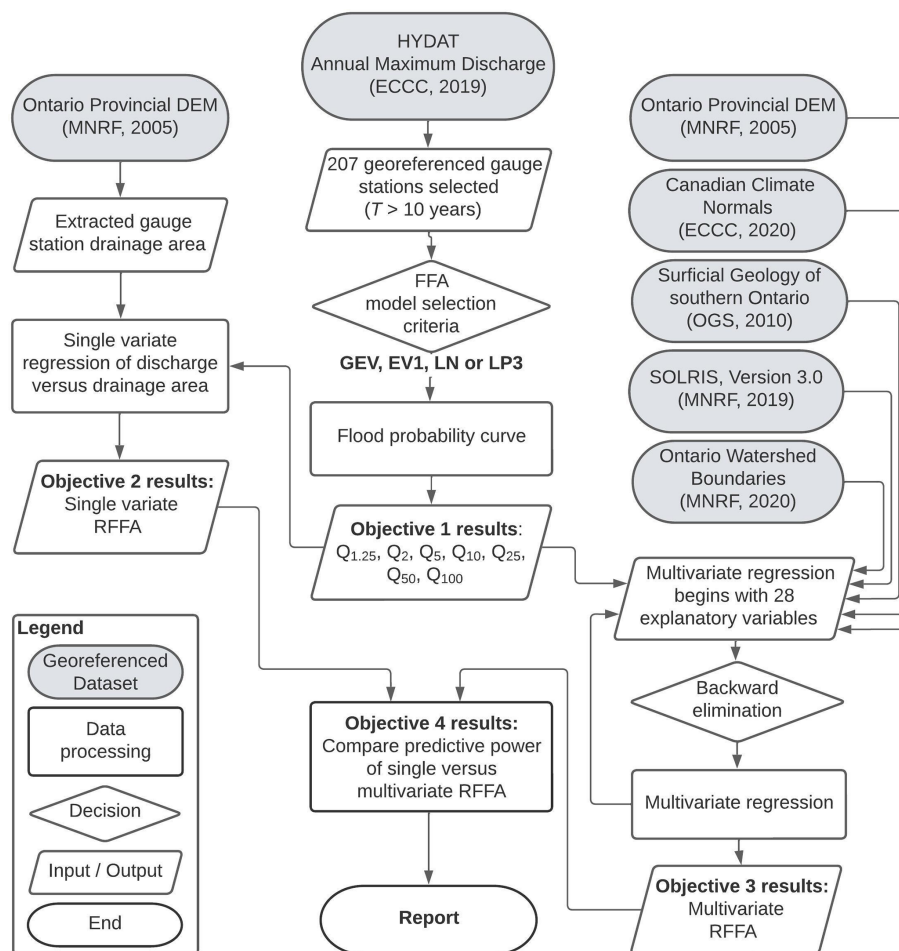 HYDAT
Annual Maximum Discharge
(ECCC, 2019)
Ontario Provincial DEM
(MNRF, 2005)
Ontario Provincial DEM
(MNRF, 2005)
207 georeferenced gauge
stations selected
(T > 10 years)
Canadian Climate
Normals
(ECCC, 2020)
Extracted gauge
station drainage area
FFA
model selection
criteria
Surficial Geology of
southern Ontario
(OGS, 2010)
Single variate
regression of discharge
versus drainage area
GEV, EV1, LN or LP3
SOLRIS, Version 3.0
(MNRF, 2019)
Flood probability curve
Ontario Watershed
Boundaries
(MNRF, 2020)
Objective 2 results:
Single variate
RFFA
Objective 1 results:
Q1.25, Q2, Q5, Q10, Q25,
Q50, Q100
Multivariate regression
begins with 28
explanatory variables
Legend
Georeferenced
Dataset
Data
processing
Decision
Input / Output
End
Backward
elimination
Objective 4 results:
Compare predictive power
of single versus
multivariate RFFA
Multivariate regression
Report
Objective 3 results:
Multivariate
RFFA